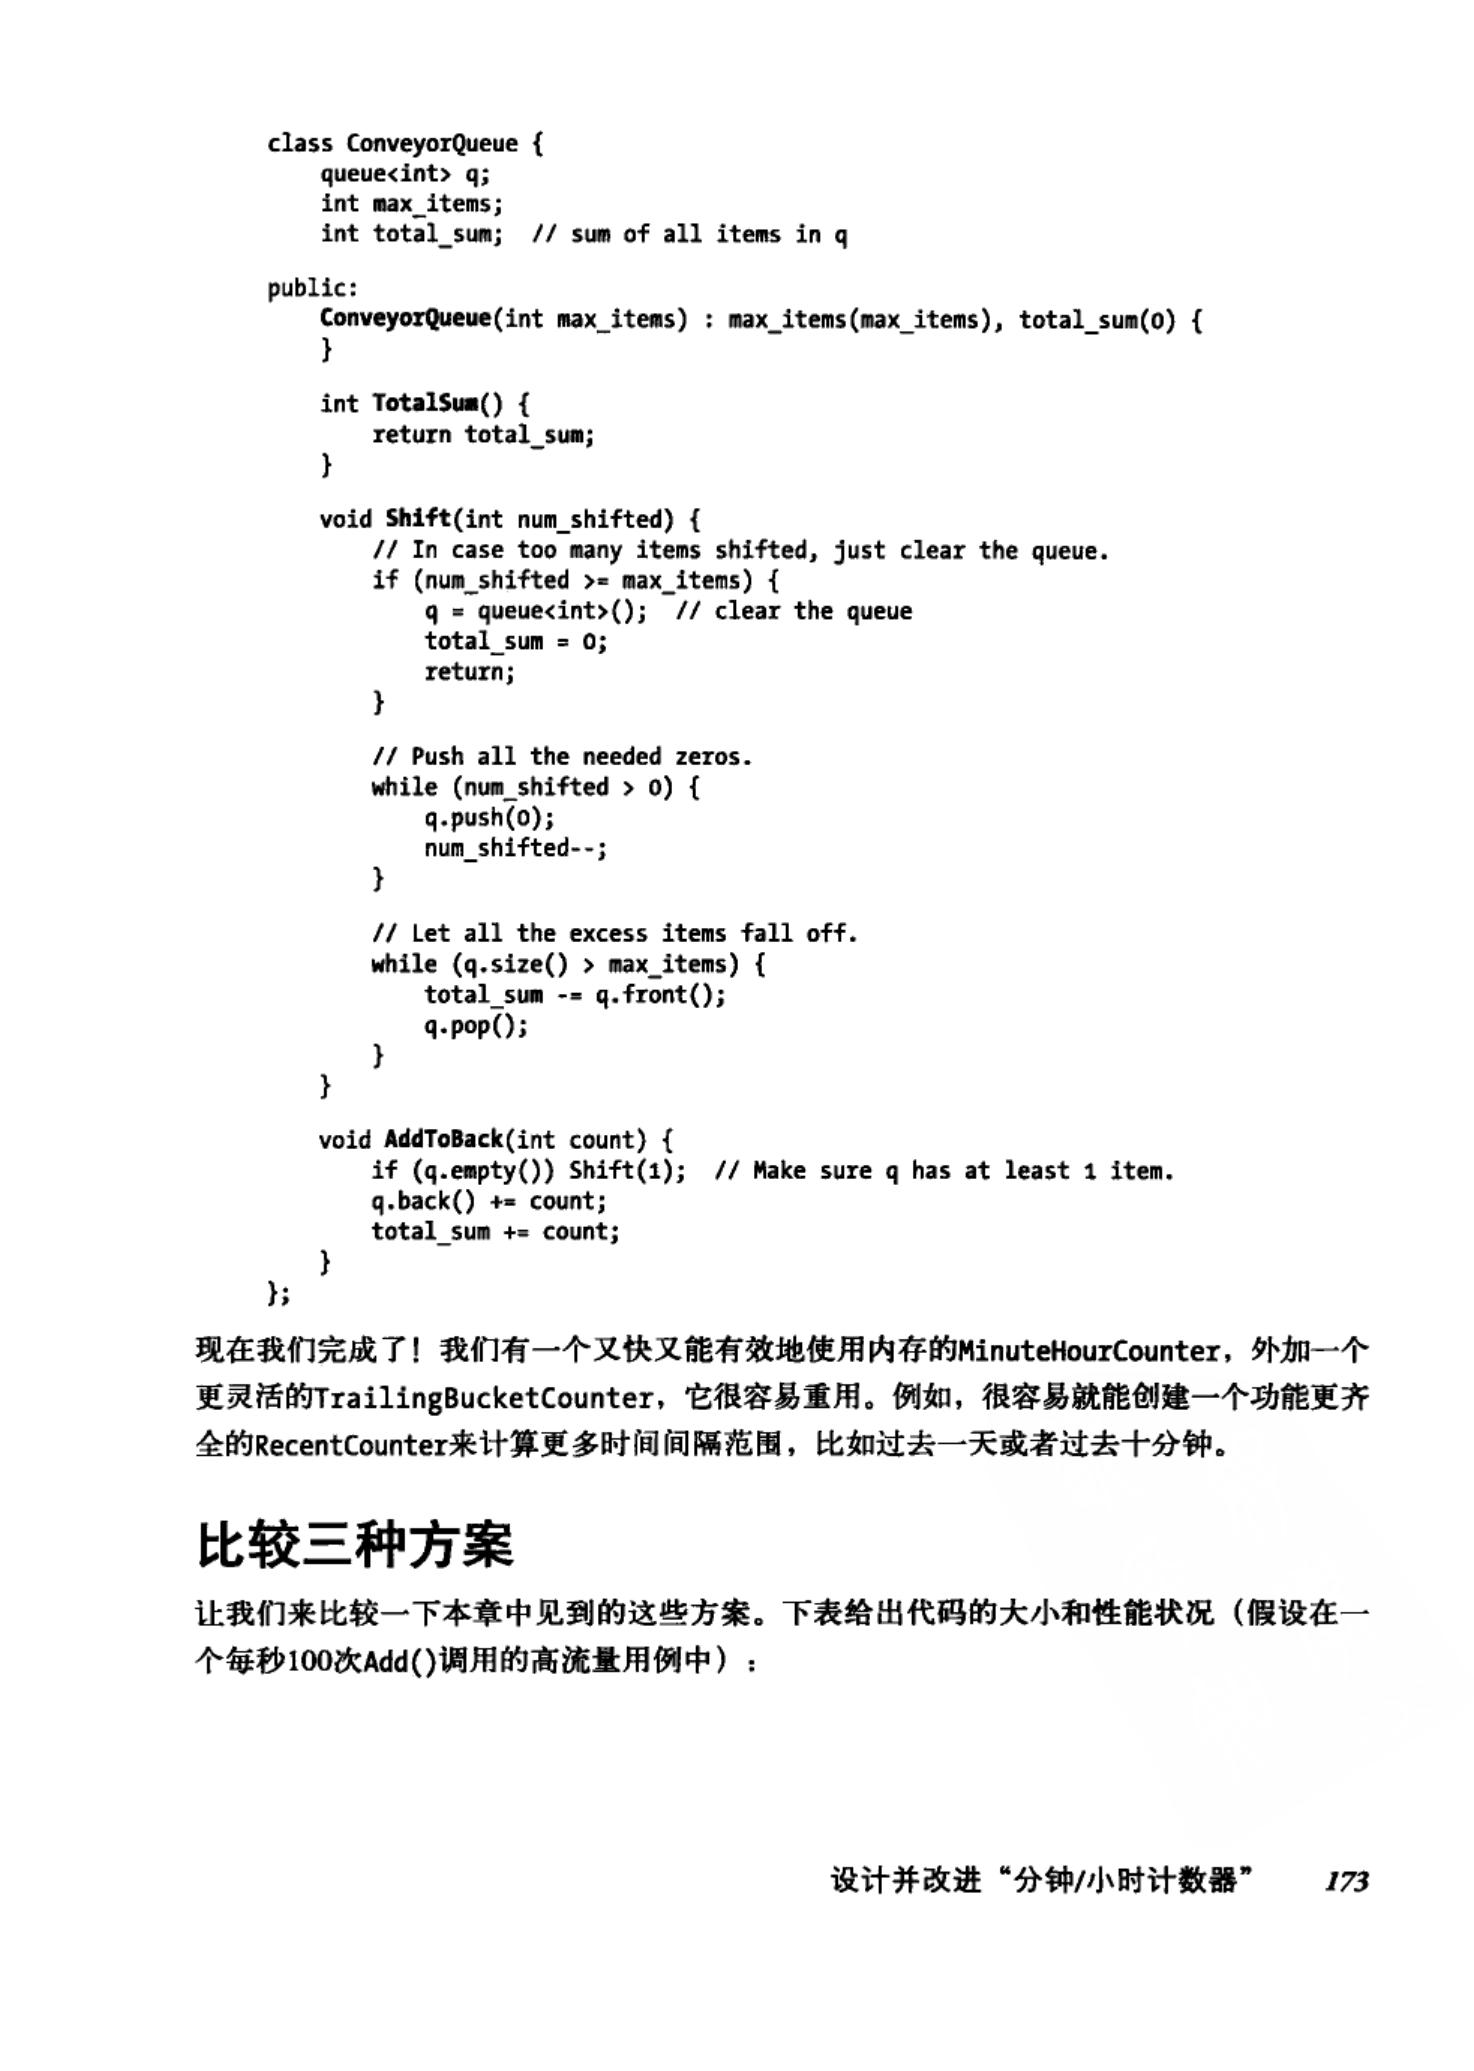 class ConveyorQueue {
    queue<int> q;
    int max_items;
    int total_sum;  // sum of all items in q

public:
    ConveyorQueue(int max_items) : max_items(max_items), total_sum(0) {
    }

    int TotalSum() {
        return total_sum;
    }

    void Shift(int num_shifted) {
        // In case too many items shifted, just clear the queue.
        if (num_shifted >= max_items) {
            q = queue<int>();  // clear the queue
            total_sum = 0;
            return;
        }

        // Push all the needed zeros.
        while (num_shifted > 0) {
            q.push(0);
            num_shifted--;
        }

        // Let all the excess items fall off.
        while (q.size() > max_items) {
            total_sum -= q.front();
            q.pop();
        }
    }

    void AddToBack(int count) {
        if (q.empty()) Shift(1);  // Make sure q has at least 1 item.
        q.back() += count;
        total_sum += count;
    }
};
现在我们完成了！我们有一个又快又能有效地使用内存的MinuteHourCounter，外加一个
更灵活的TrailingBucketCounter，它很容易重用。例如，很容易就能创建一个功能更齐
全的RecentCounter来计算更多时间间隔范围，比如过去一天或者过去十分钟。
比较三种方案
让我们来比较一下本章中见到的这些方案。下表给出代码的大小和性能状况（假设在一
个每秒100次Add()调用的高流量用例中）：
设计并改进“分钟/小时计数器” 173